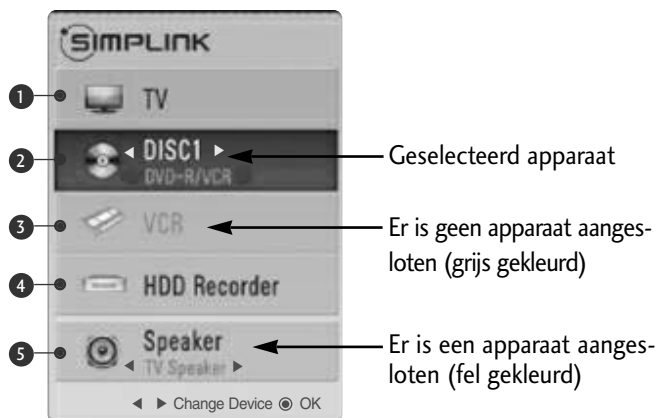 SIMPLINK
1 TV
2 ◀ DISC1 ▶
DVD-R/VCR
Geselecteerd apparaat
3 VCR
Er is geen apparaat aanges-
loten (grijs gekleurd)
4 HDD Recorder
5 Speaker
◀ TV Speaker ▶
Er is een apparaat aanges-
loten (fel gekleurd)
◀ ▶ Change Device ◉ OK